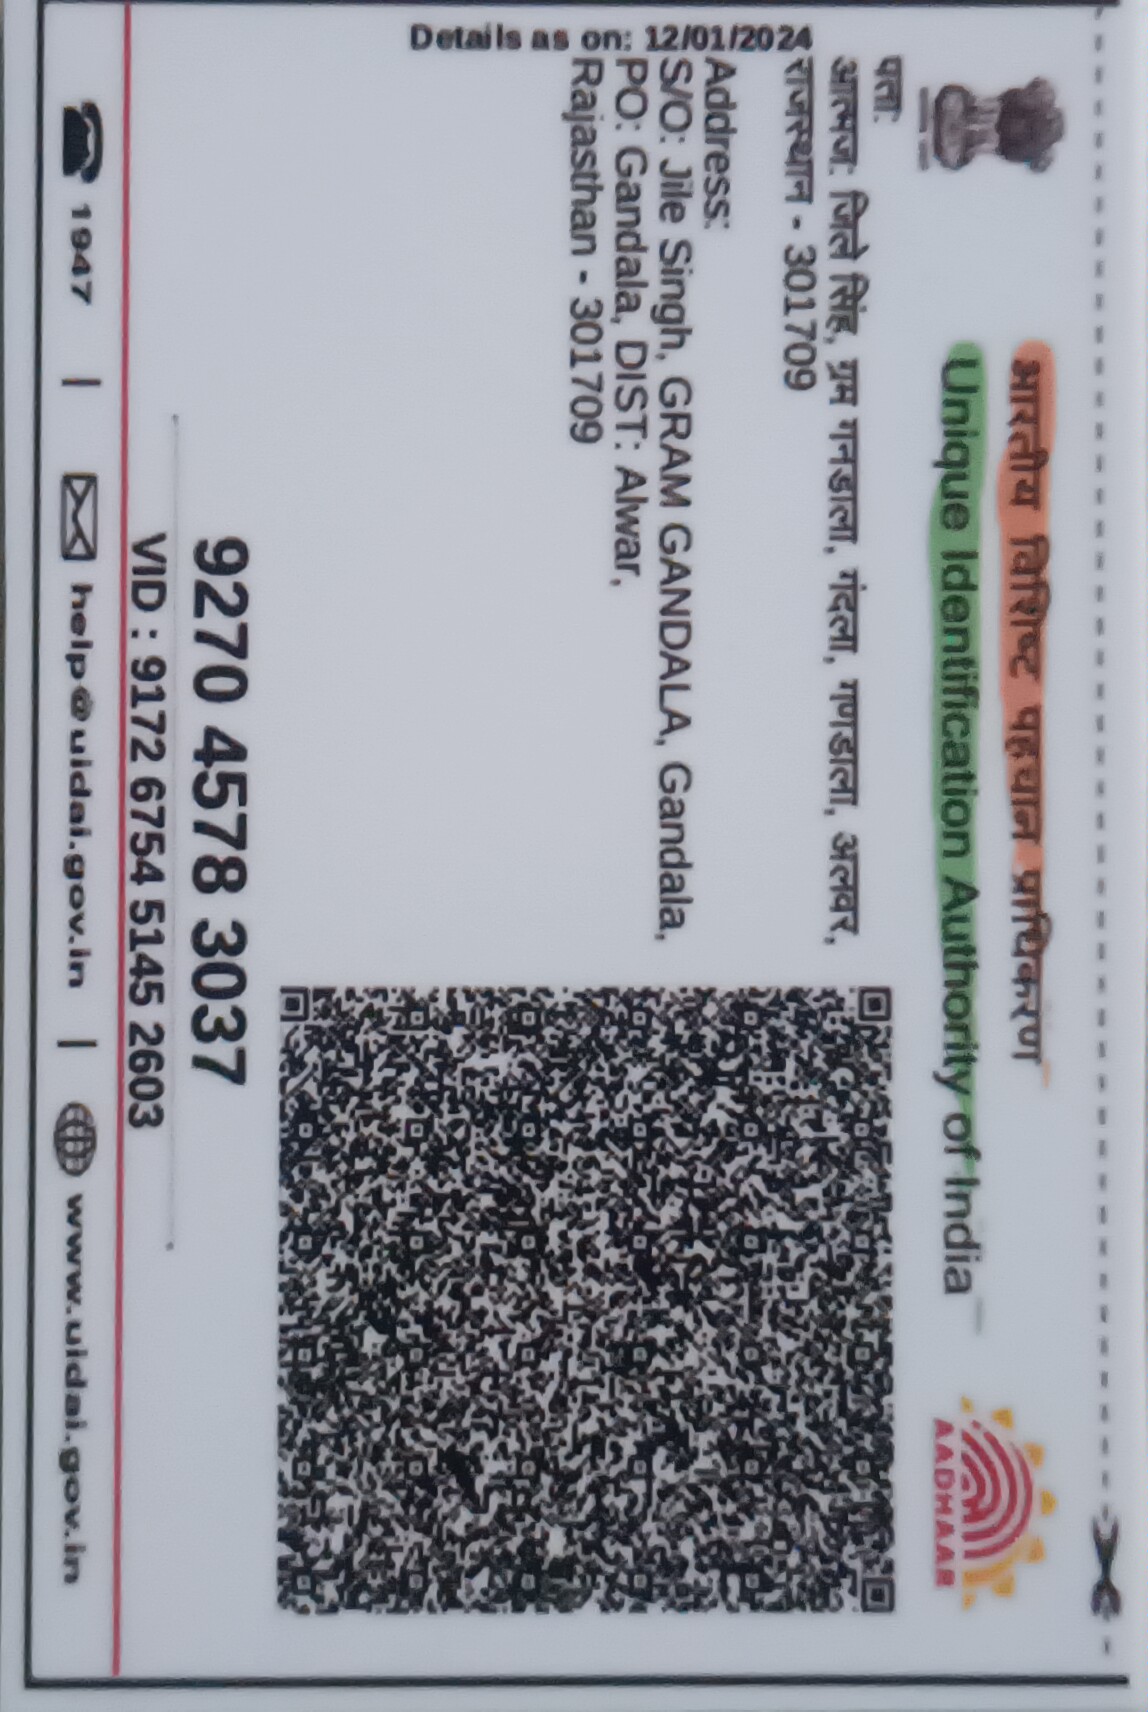 भारतीय विशिष्ट पहचान प्राधिकरण
Unique Identification Authority of India
AADHAAR
Details as on: 12/01/2024
पता:
आत्मज: जिले सिंह, ग्रम गनडाला, गंदला, गणडाला, अलवर,
राजस्थान - 301709
Address:
S/O: Jile Singh, GRAM GANDALA, Gandala,
PO: Gandala, DIST: Alwar,
Rajasthan - 301709
9270 4578 3037
VID : 9172 6754 5145 2603
1947 | help@uidai.gov.in | www.uidai.gov.in